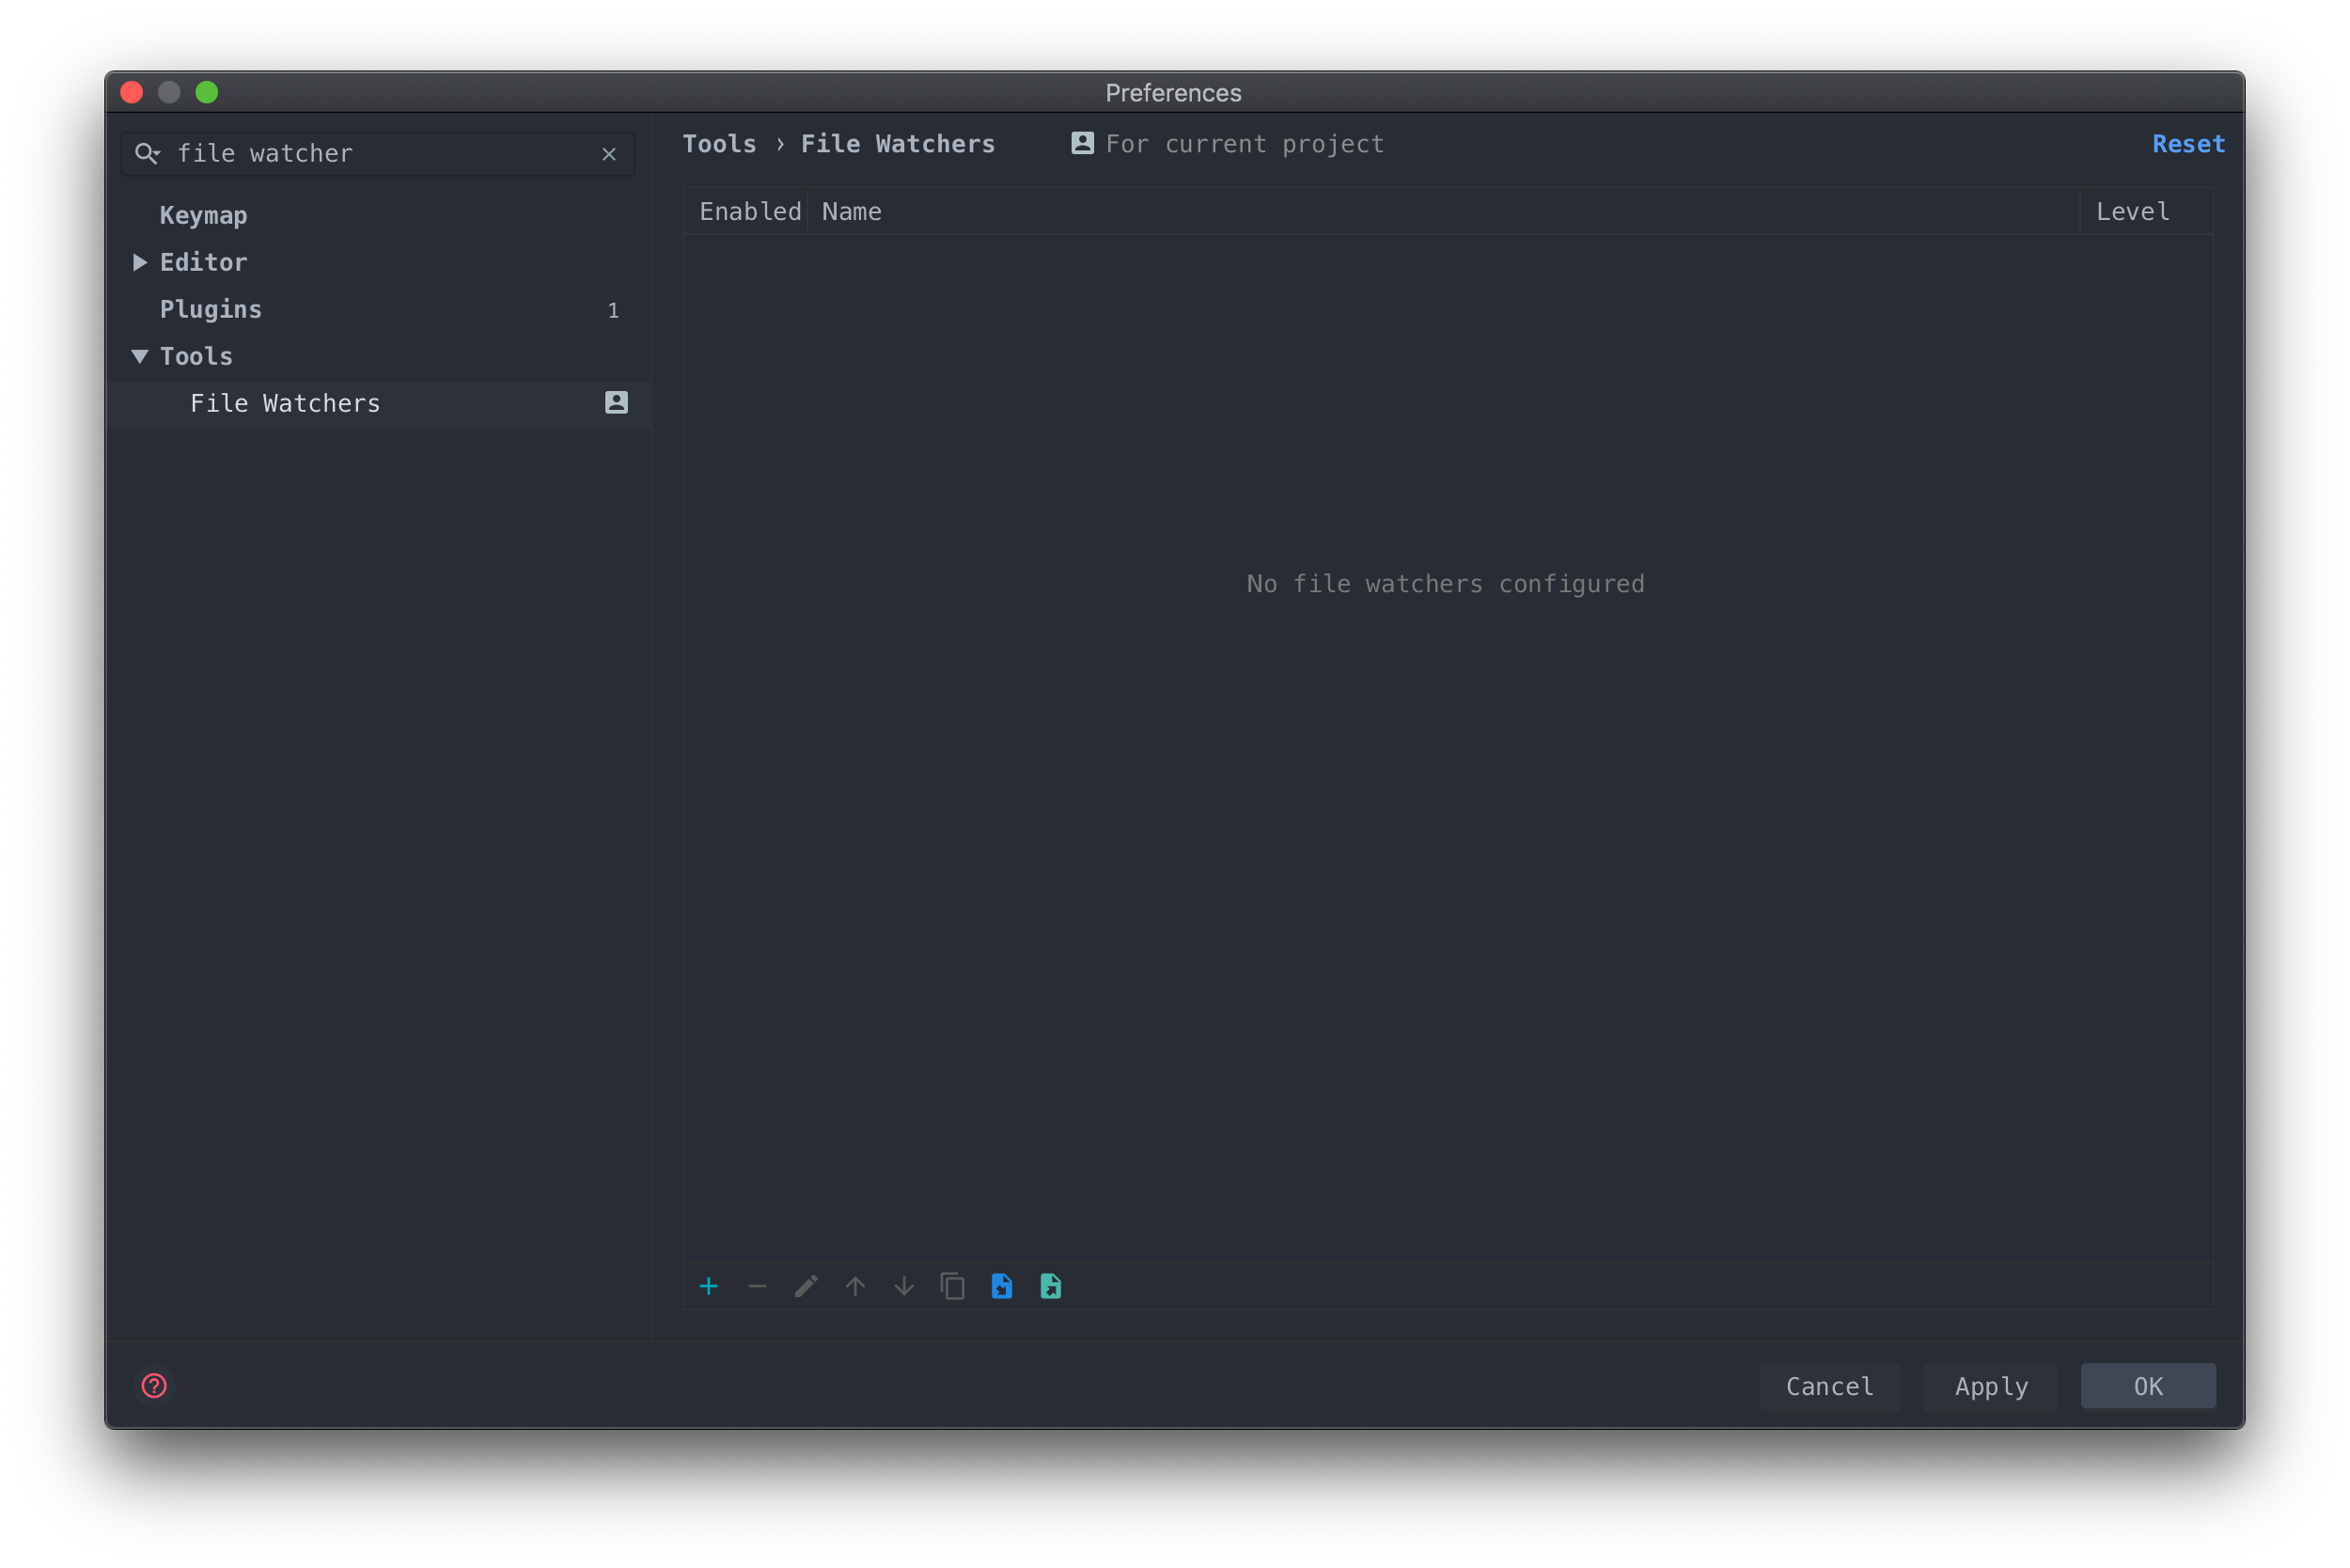 Preferences
file watcher
Keymap
Editor
Plugins 1
Tools
File Watchers
Tools › File Watchers For current project Reset
Enabled Name Level
No file watchers configured
Cancel Apply OK